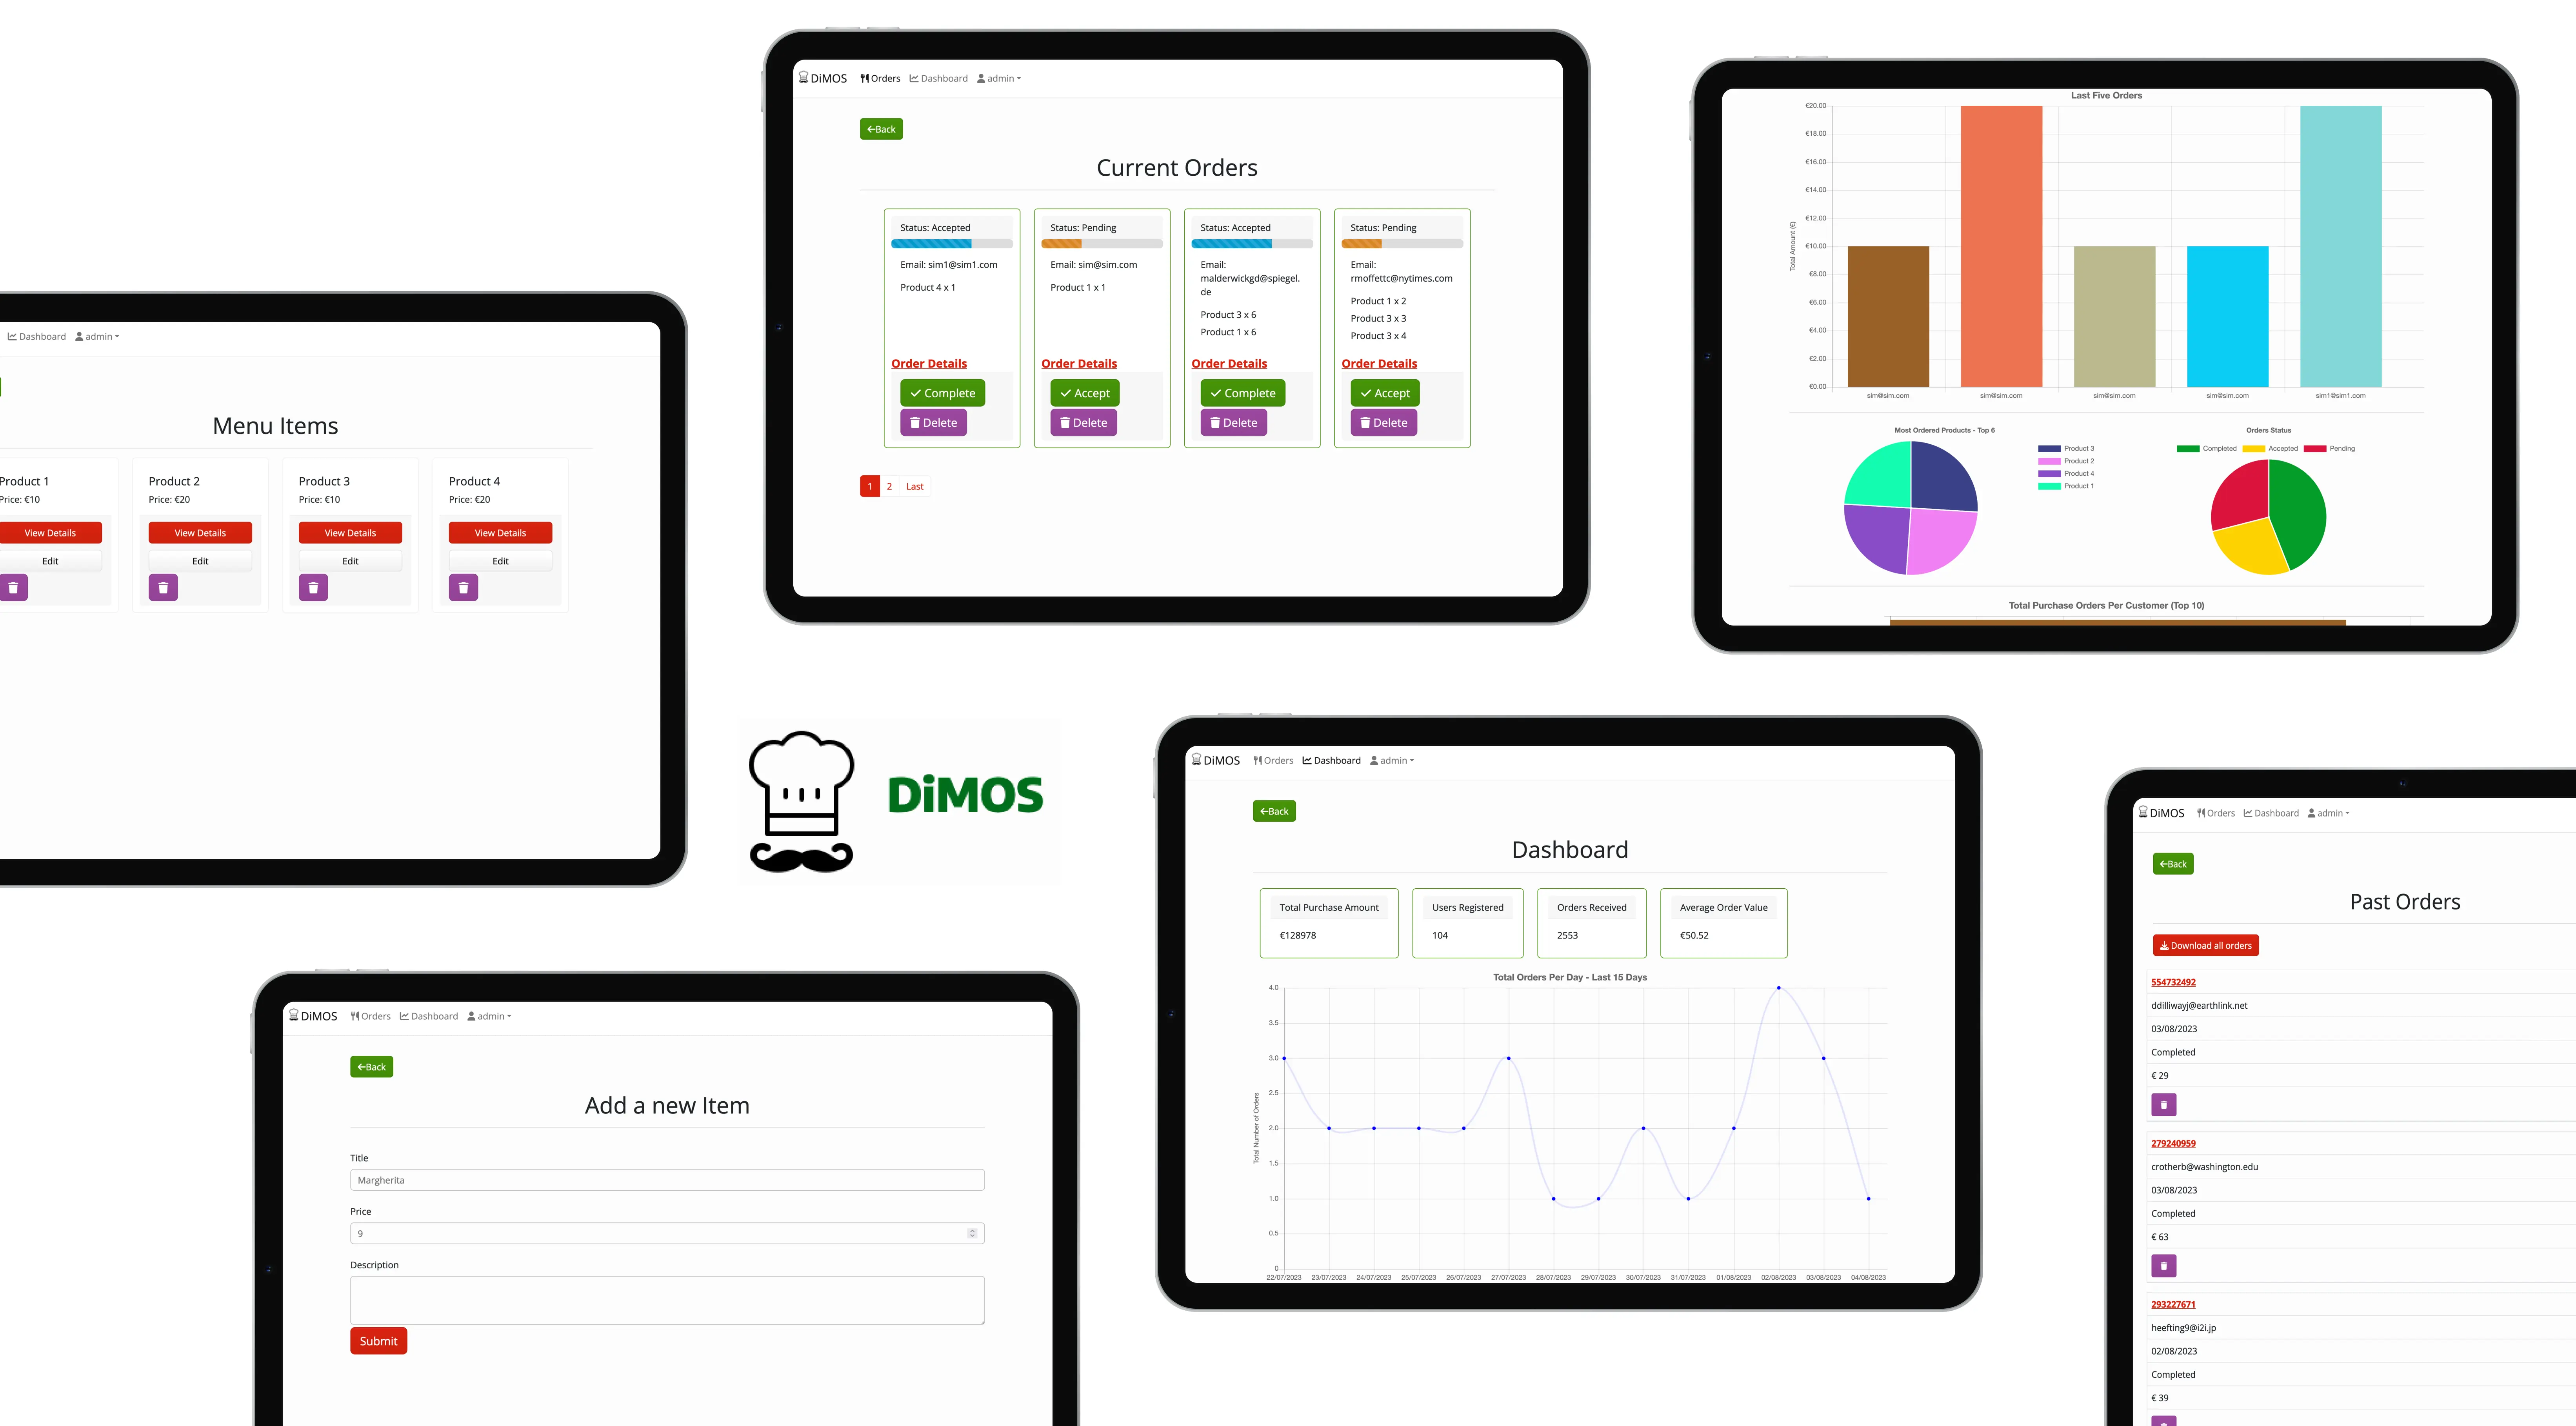 DiMOS Orders Dashboard admin
Back
Current Orders
Status: Accepted
Email: sim1@sim1.com
Product 4 x 1
Order Details
Complete
Delete
Status: Pending
Email: sim@sim.com
Product 1 x 1
Order Details
Accept
Delete
Status: Accepted
Email:
malderwickgd@spiegel.
de
Product 3 x 6
Product 1 x 6
Order Details
Complete
Delete
Status: Pending
Email:
rmoffettc@nytimes.com
Product 1 x 2
Product 3 x 3
Product 3 x 4
Order Details
Accept
Delete
1 2 Last
Last Five Orders
Total Amount (€)
€20.00
€18.00
€16.00
€14.00
€12.00
€10.00
€8.00
€6.00
€4.00
€2.00
€0.00
sim@sim.com sim@sim.com sim@sim.com sim@sim.com sim1@sim1.com
Most Ordered Products - Top 6
Product 3
Product 2
Product 4
Product 1
Orders Status
Completed Accepted Pending
Total Purchase Orders Per Customer (Top 10)
Dashboard admin
Menu Items
Product 1
Price: €10
View Details
Edit
Product 2
Price: €20
View Details
Edit
Product 3
Price: €10
View Details
Edit
Product 4
Price: €20
View Details
Edit
DiMOS
DiMOS Orders Dashboard admin
Back
Dashboard
Total Purchase Amount
€128978
Users Registered
104
Orders Received
2553
Average Order Value
€50.52
Total Orders Per Day - Last 15 Days
Total Number of Orders
4.0
3.5
3.0
2.5
2.0
1.5
1.0
0.5
0
22/07/2023 23/07/2023 24/07/2023 25/07/2023 26/07/2023 27/07/2023 28/07/2023 29/07/2023 30/07/2023 31/07/2023 01/08/2023 02/08/2023 03/08/2023 04/08/2023
DiMOS Orders Dashboard admin
Back
Past Orders
Download all orders
554732492
ddilliwayj@earthlink.net
03/08/2023
Completed
€ 29
279240959
crotherb@washington.edu
03/08/2023
Completed
€ 63
293227671
heefting9@i2i.jp
02/08/2023
Completed
€ 39
DiMOS Orders Dashboard admin
Back
Add a new Item
Title
Margherita
Price
9
Description
Submit